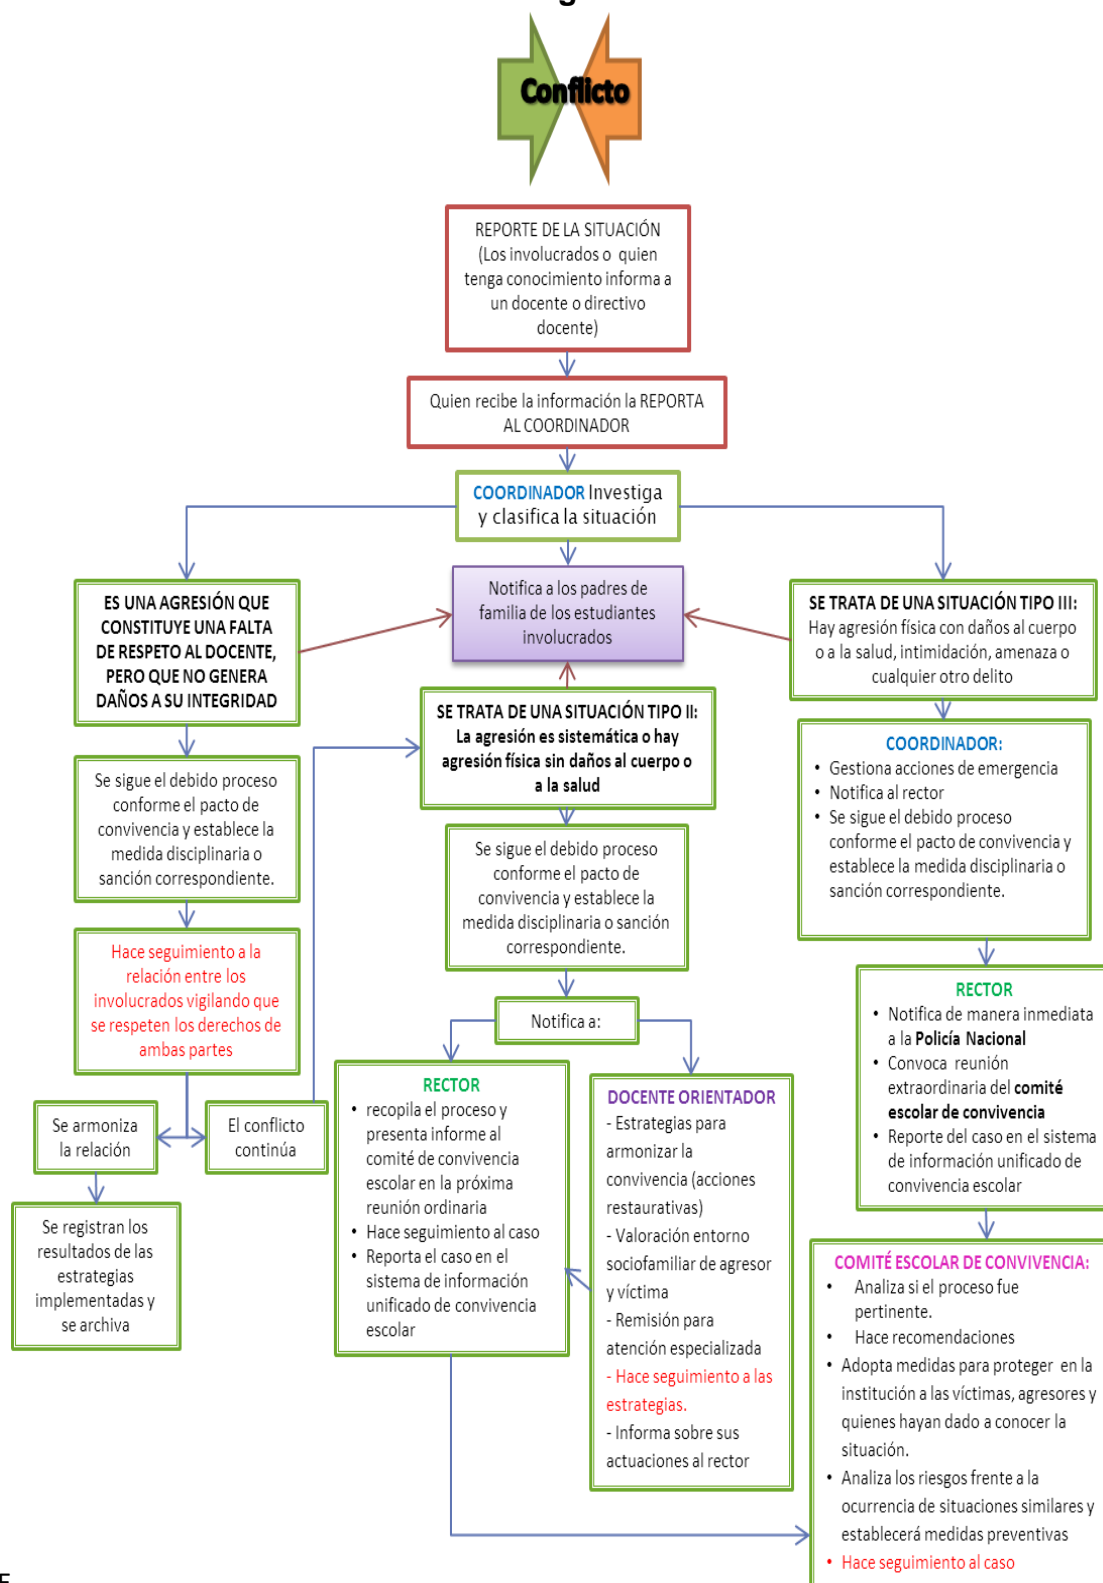 Conflicto
REPORTE DE LA SITUACIÓN
(Los involucrados o quien
tenga conocimiento informa a
un docente o directivo
docente)
Quien recibe la información la REPORTA
AL COORDINADOR
COORDINADOR Investiga
y clasifica la situación
Notifica a los padres de
familia de los estudiantes
involucrados
ES UNA AGRESIÓN QUE
CONSTITUYE UNA FALTA
DE RESPETO AL DOCENTE,
PERO QUE NO GENERA
DAÑOS A SU INTEGRIDAD
Se sigue el debido proceso
conforme el pacto de
convivencia y establece la
medida disciplinaria o
sanción correspondiente.
Hace seguimiento a la
relación entre los
involucrados vigilando que
se respeten los derechos de
ambas partes
Se armoniza
la relación
El conflicto
continúa
Se registran los
resultados de las
estrategias
implementadas y
se archiva
SE TRATA DE UNA SITUACIÓN TIPO II:
La agresión es sistemática o hay
agresión física sin daños al cuerpo o
a la salud
Se sigue el debido proceso
conforme el pacto de
convivencia y establece la
medida disciplinaria o sanción
correspondiente.
Notifica a:
RECTOR
• recopila el proceso y
presenta informe al
comité de convivencia
escolar en la próxima
reunión ordinaria
• Hace seguimiento al caso
• Reporta el caso en el
sistema de información
unificado de convivencia
escolar
DOCENTE ORIENTADOR
- Estrategias para
armonizar la
convivencia (acciones
restaurativas)
- Valoración entorno
sociofamiliar de agresor
y víctima
- Remisión para
atención especializada
- Hace seguimiento a las
estrategias.
- Informa sobre sus
actuaciones al rector
SE TRATA DE UNA SITUACIÓN TIPO III:
Hay agresión física con daños al cuerpo
o a la salud, intimidación, amenaza o
cualquier otro delito
COORDINADOR:
• Gestiona acciones de emergencia
• Notifica al rector
• Se sigue el debido proceso
conforme el pacto de convivencia y
establece la medida disciplinaria o
sanción correspondiente.
RECTOR
• Notifica de manera inmediata
a la Policía Nacional
• Convoca reunión
extraordinaria del comité
escolar de convivencia
• Reporte del caso en el sistema
de información unificado de
convivencia escolar
COMITÉ ESCOLAR DE CONVIVENCIA:
• Analiza si el proceso fue
pertinente.
• Hace recomendaciones
• Adopta medidas para proteger en la
institución a las víctimas, agresores y
quienes hayan dado a conocer la
situación.
• Analiza los riesgos frente a la
ocurrencia de situaciones similares y
establecerá medidas preventivas
• Hace seguimiento al caso